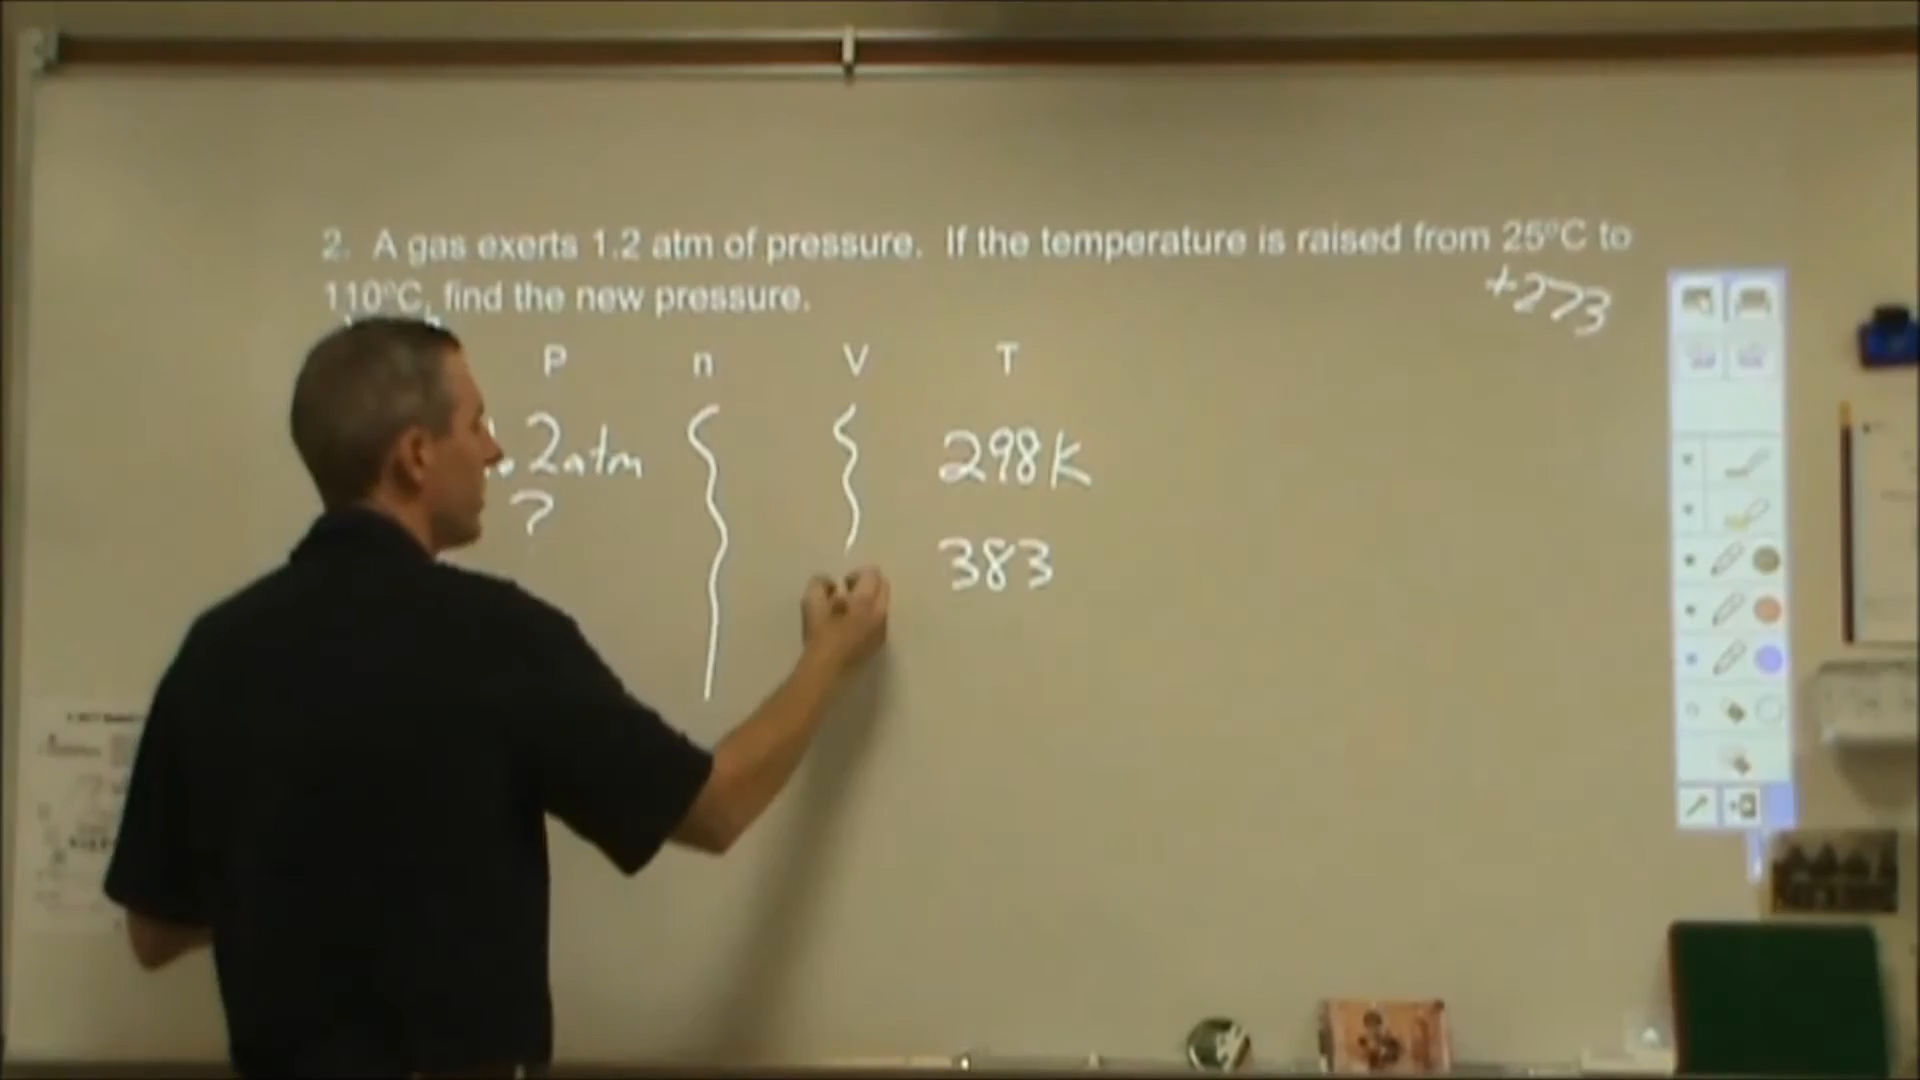 2. A gas exerts 1.2 atm of pressure. If the temperature is raised from 25°C to
110°C, find the new pressure.
+273
P n V T
.2atm 298K
? 383